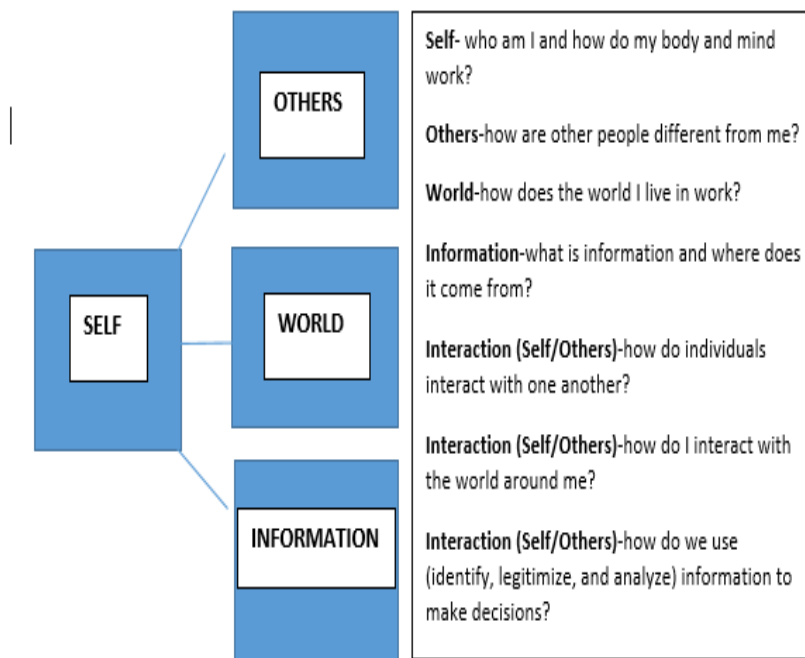 OTHERS
SELF
WORLD
INFORMATION
Self- who am I and how do my body and mind
work?
Others-how are other people different from me?
World-how does the world I live in work?
Information-what is information and where does
it come from?
Interaction (Self/Others)-how do individuals
interact with one another?
Interaction (Self/Others)-how do I interact with
the world around me?
Interaction (Self/Others)-how do we use
(identify, legitimize, and analyze) information to
make decisions?